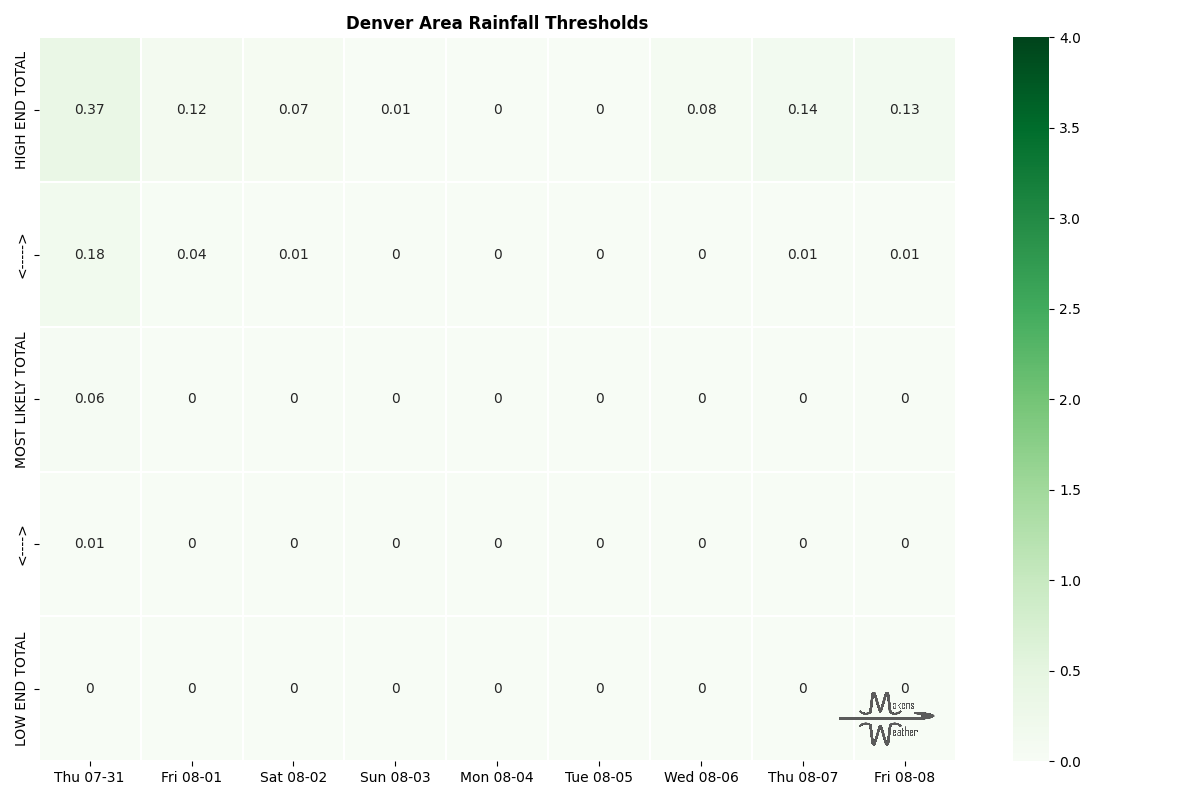 Denver Area Rainfall Thresholds
HIGH END TOTAL 0.37 0.12 0.07 0.01 0 0 0.08 0.14 0.13
<-----> 0.18 0.04 0.01 0 0 0 0 0.01 0.01
MOST LIKELY TOTAL 0.06 0 0 0 0 0 0 0 0
<----> 0.01 0 0 0 0 0 0 0 0
LOW END TOTAL 0 0 0 0 0 0 0 0 0
Makens
Weather
Thu 07-31 Fri 08-01 Sat 08-02 Sun 08-03 Mon 08-04 Tue 08-05 Wed 08-06 Thu 08-07 Fri 08-08
4.0
3.5
3.0
2.5
2.0
1.5
1.0
0.5
0.0